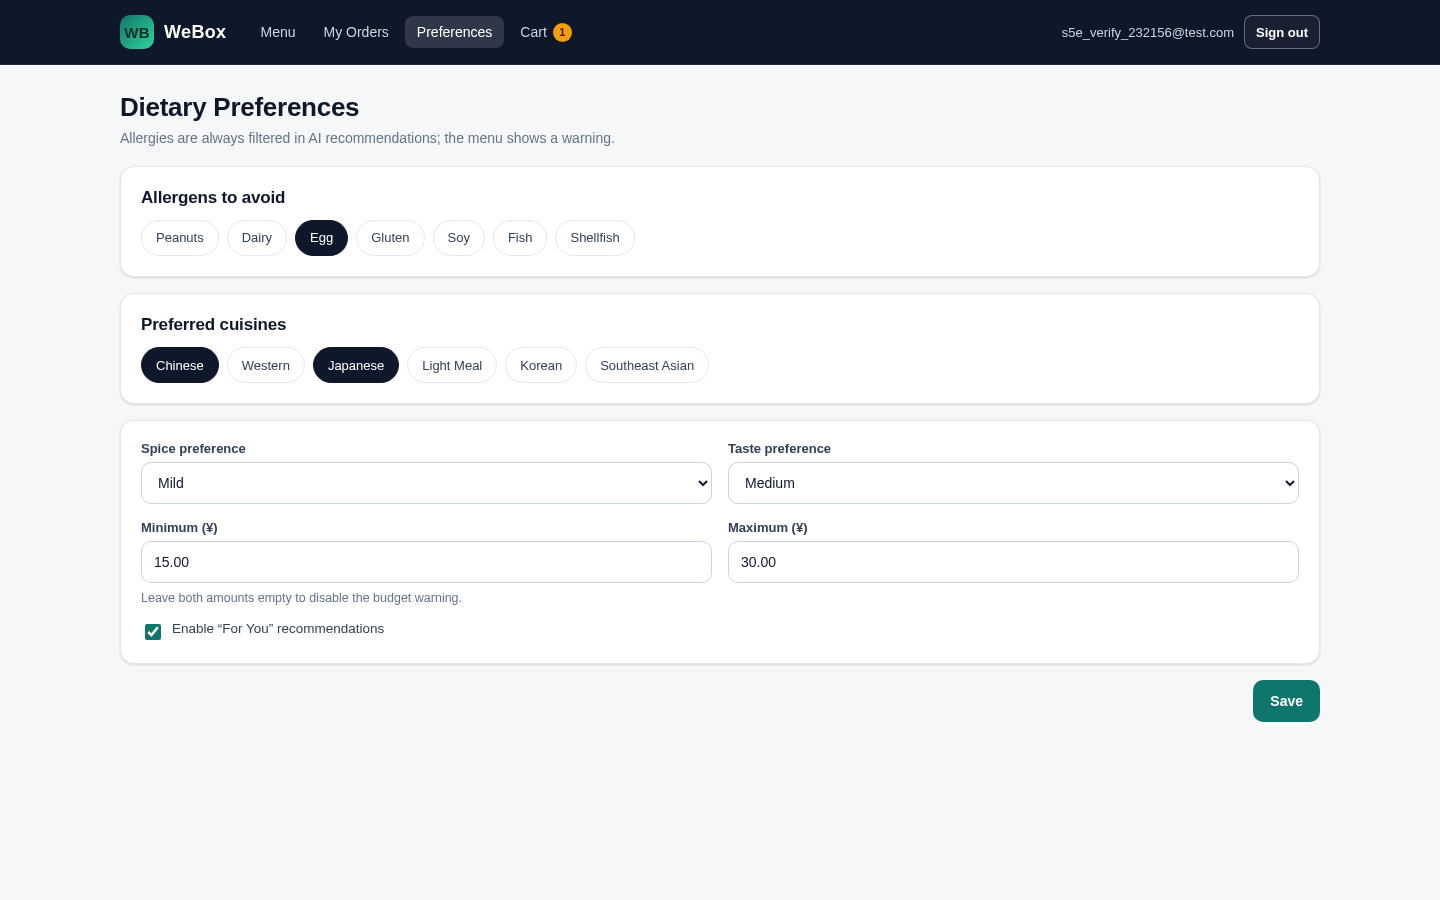 WB WeBox Menu My Orders Preferences Cart 1 s5e_verify_232156@test.com Sign out
Dietary Preferences
Allergies are always filtered in AI recommendations; the menu shows a warning.
Allergens to avoid
Peanuts Dairy Egg Gluten Soy Fish Shellfish
Preferred cuisines
Chinese Western Japanese Light Meal Korean Southeast Asian
Spice preference Taste preference
Mild Medium
Minimum (¥) Maximum (¥)
15.00 30.00
Leave both amounts empty to disable the budget warning.
Enable “For You” recommendations
Save